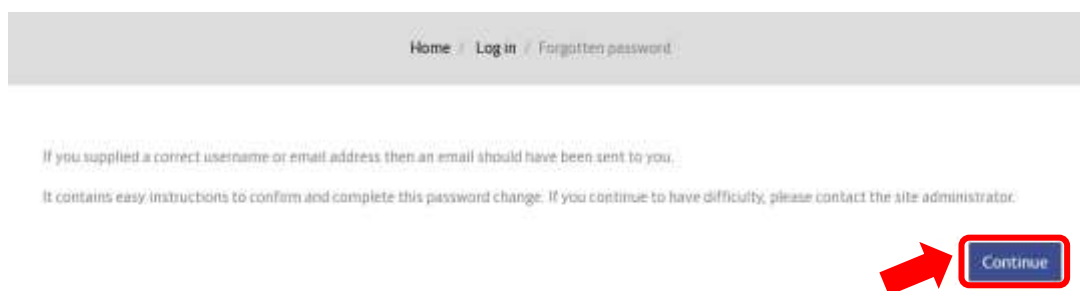 Home / Log in / Forgotten password
If you supplied a correct username or email address then an email should have been sent to you.
It contains easy instructions to confirm and complete this password change. If you continue to have difficulty, please contact the site administrator.
Continue